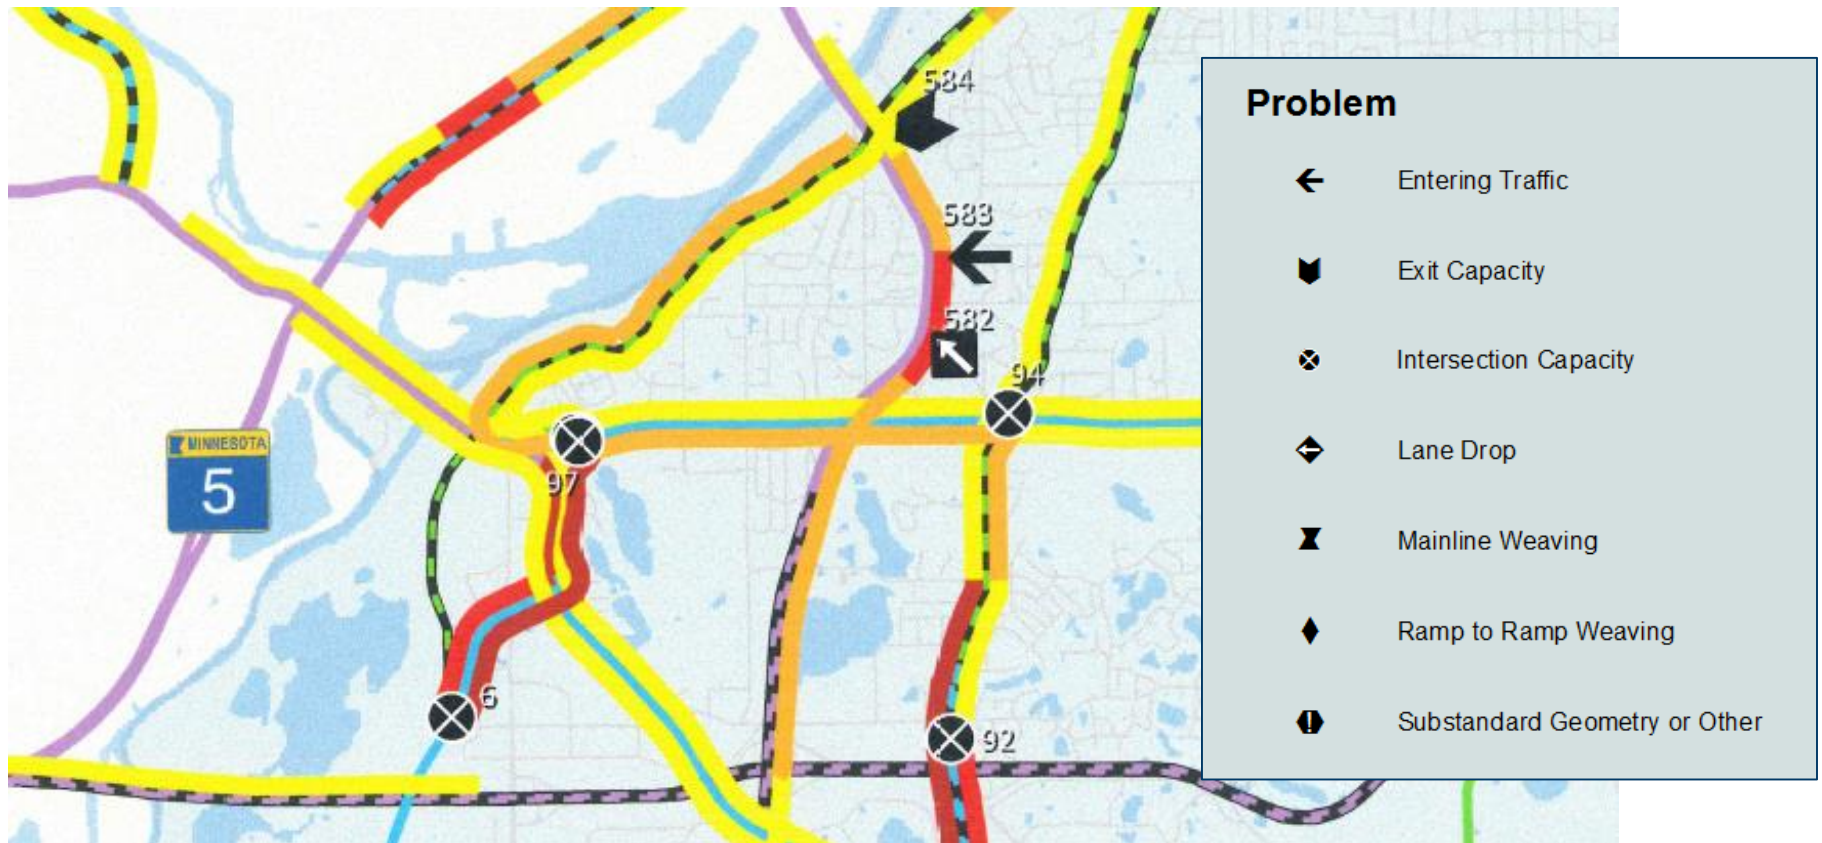 584
583
582
94
97
MINNESOTA
5
6
92
Problem
Entering Traffic
Exit Capacity
Intersection Capacity
Lane Drop
Mainline Weaving
Ramp to Ramp Weaving
!
Substandard Geometry or Other